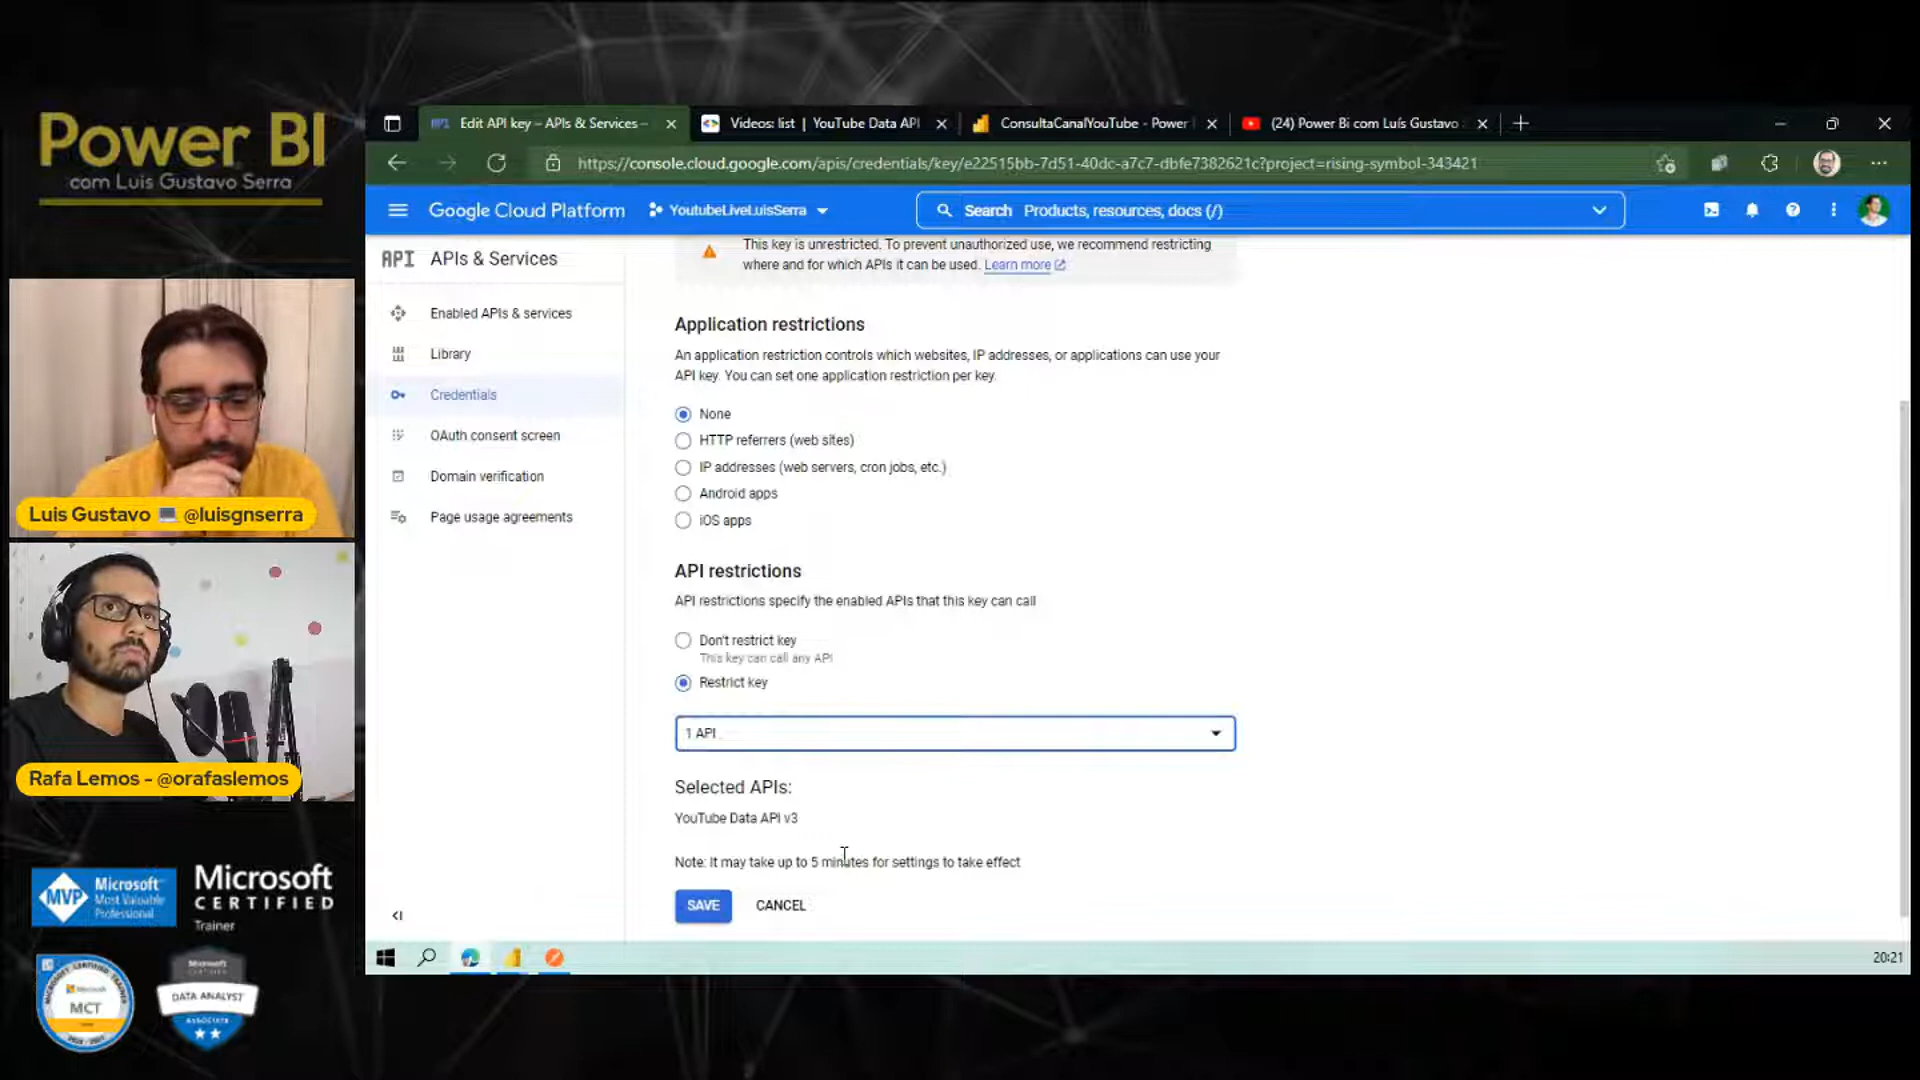 Power BI
com Luis Gustavo Serra
Luis Gustavo 💻 @luisgnserra
Rafa Lemos - @orafaslemos
MVP
Microsoft
Most Valuable
Professional
Microsoft
CERTIFIED
Trainer
Microsoft
MCT
Microsoft
DATA ANALYST
ASSOCIATE
Edit API key – APIs & Services –
Videos: list | YouTube Data API
ConsultaCanalYouTube - Power
(24) Power Bi com Luís Gustavo
https://console.cloud.google.com/apis/credentials/key/e22515bb-7d51-40dc-a7c7-dbfe7382621c?project=rising-symbol-343421
Google Cloud Platform
YoutubeLiveLuisSerra
Search Products, resources, docs (/)
API APIs & Services
Enabled APIs & services
Library
Credentials
OAuth consent screen
Domain verification
Page usage agreements
This key is unrestricted. To prevent unauthorized use, we recommend restricting
where and for which APIs it can be used. Learn more
Application restrictions
An application restriction controls which websites, IP addresses, or applications can use your
API key. You can set one application restriction per key.
None
HTTP referrers (web sites)
IP addresses (web servers, cron jobs, etc.)
Android apps
iOS apps
API restrictions
API restrictions specify the enabled APIs that this key can call
Don't restrict key
This key can call any API
Restrict key
1 API
Selected APIs:
YouTube Data API v3
Note: It may take up to 5 minutes for settings to take effect
SAVE
CANCEL
20:21